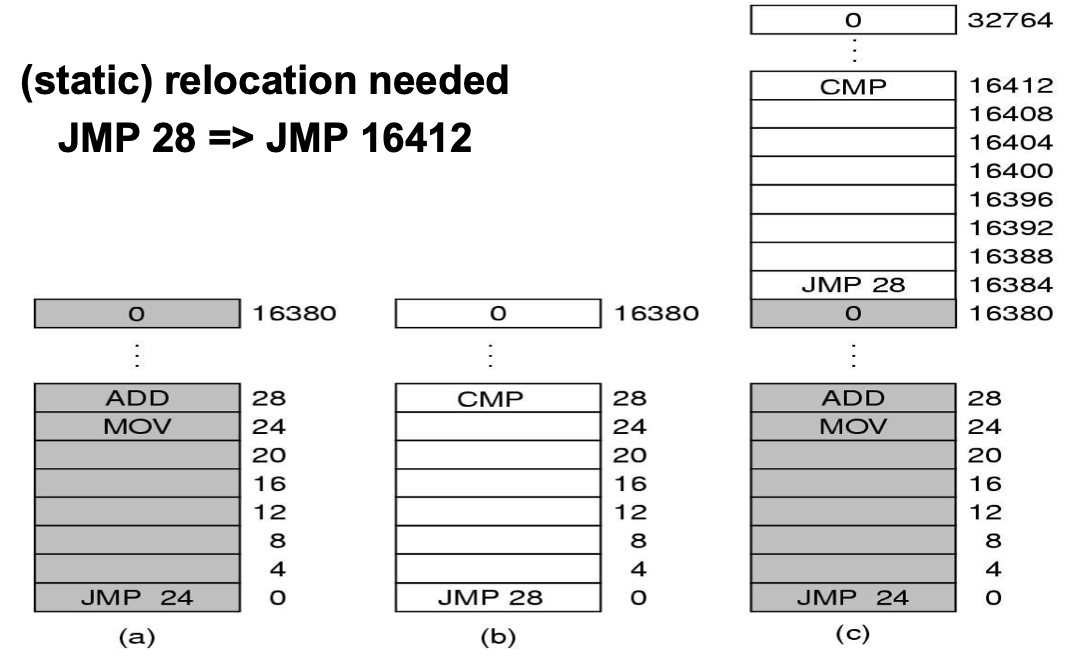 (static) relocation needed
JMP 28 => JMP 16412
0 16380
⋮
ADD 28
MOV 24
20
16
12
8
4
JMP 24 0
(a)
0 16380
⋮
CMP 28
24
20
16
12
8
4
JMP 28 0
(b)
0 32764
⋮
CMP 16412
16408
16404
16400
16396
16392
16388
JMP 28 16384
0 16380
⋮
ADD 28
MOV 24
20
16
12
8
4
JMP 24 0
(c)